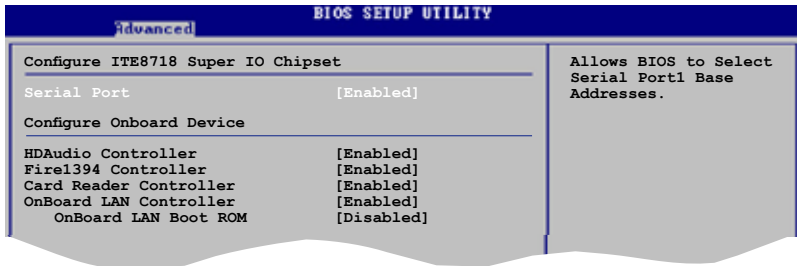 BIOS SETUP UTILITY
Advanced
Configure ITE8718 Super IO Chipset
Serial Port [Enabled]
Configure Onboard Device
HDAudio Controller [Enabled]
Fire1394 Controller [Enabled]
Card Reader Controller [Enabled]
OnBoard LAN Controller [Enabled]
OnBoard LAN Boot ROM [Disabled]
Allows BIOS to Select
Serial Port1 Base
Addresses.